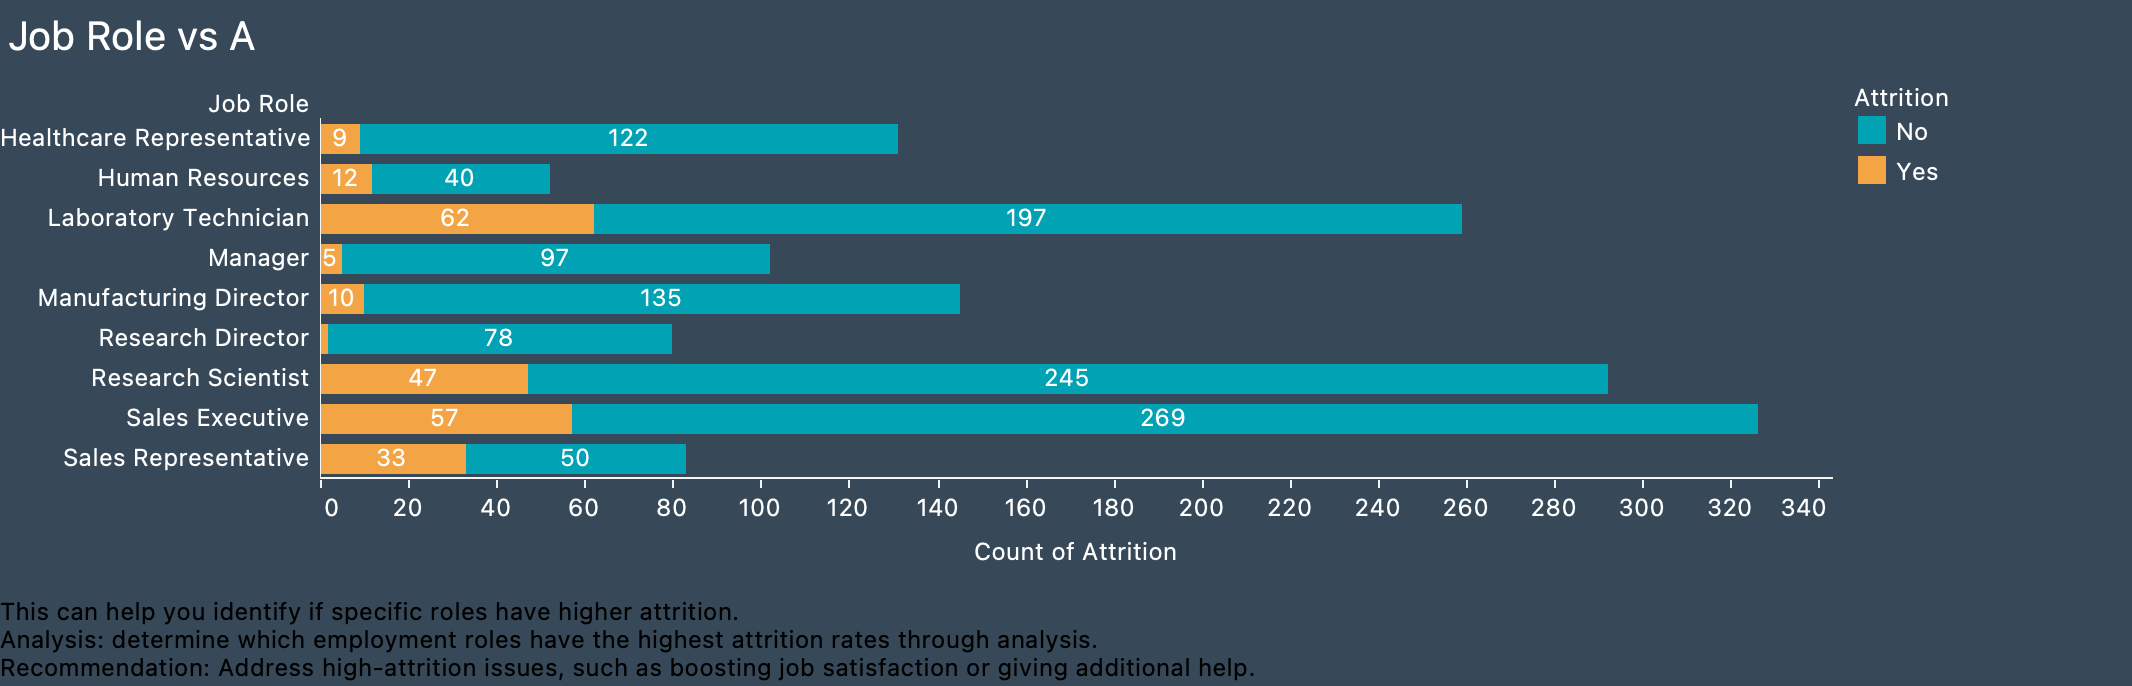 Job Role vs A
Job Role
Attrition
No
Yes
Healthcare Representative 9 122
Human Resources 12 40
Laboratory Technician 62 197
Manager 5 97
Manufacturing Director 10 135
Research Director 78
Research Scientist 47 245
Sales Executive 57 269
Sales Representative 33 50
0 20 40 60 80 100 120 140 160 180 200 220 240 260 280 300 320 340
Count of Attrition
This can help you identify if specific roles have higher attrition.
Analysis: determine which employment roles have the highest attrition rates through analysis.
Recommendation: Address high-attrition issues, such as boosting job satisfaction or giving additional help.